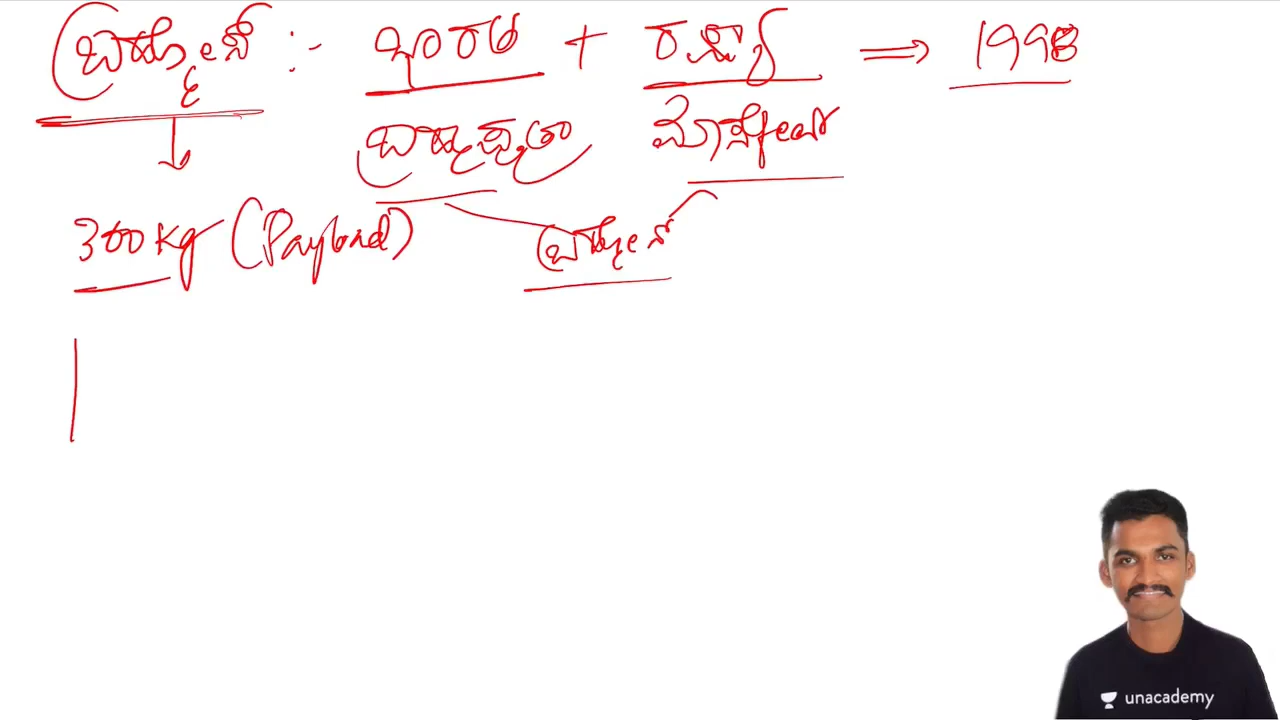 ಬ್ರಹ್ಮೋಸ್ :- ಭಾರತ + ರಷ್ಯಾ ⇒ 1998
ಬ್ರಹ್ಮಪುತ್ರಾ ಮಾಸ್ಕೋವಾ
300 kg (Payload) ಬ್ರಹ್ಮೋಸ್
unacademy